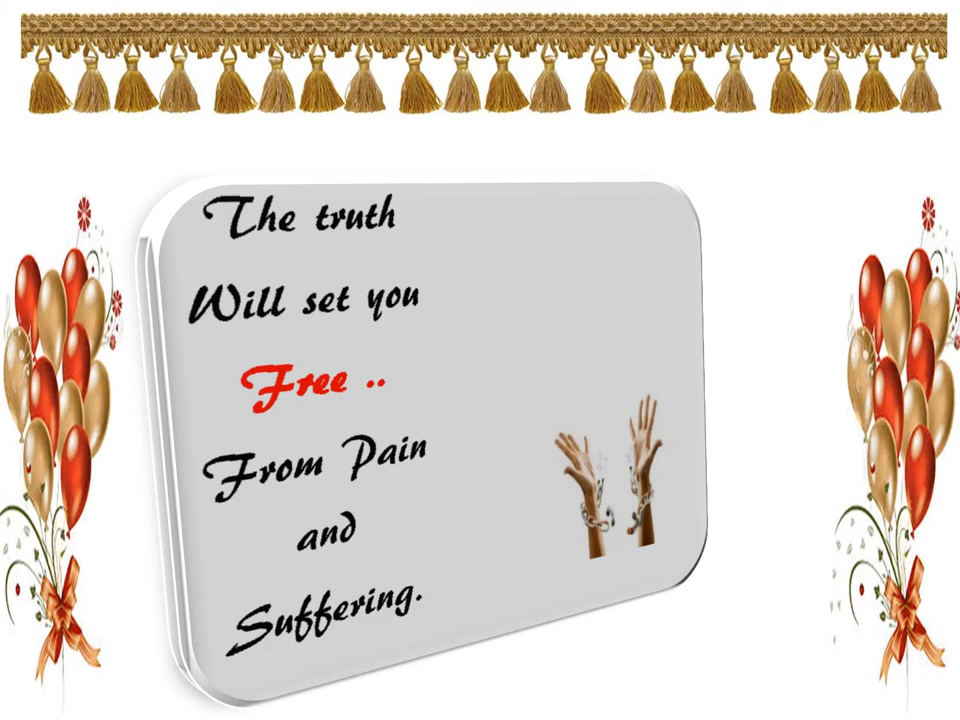 The truth
Will set you
Free ..
From Pain
and
Suffering.